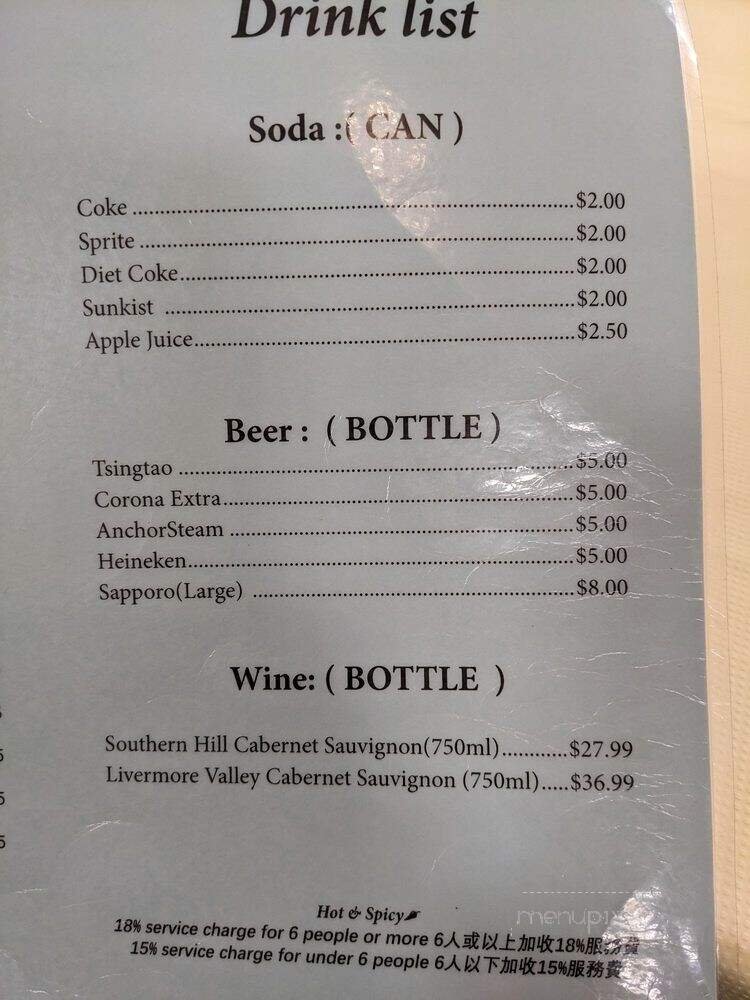 Drink list
Soda :( CAN )
Coke ........................................................ $2.00
Sprite ....................................................... $2.00
Diet Coke.................................................. $2.00
Sunkist ..................................................... $2.00
Apple Juice................................................ $2.50
Beer : ( BOTTLE )
Tsingtao .................................................... $5.00
Corona Extra.............................................. $5.00
AnchorSteam ............................................. $5.00
Heineken................................................... $5.00
Sapporo(Large) .......................................... $8.00
Wine: ( BOTTLE )
Southern Hill Cabernet Sauvignon(750ml)............ $27.99
Livermore Valley Cabernet Sauvignon (750ml)..... $36.99
Hot & Spicy
18% service charge for 6 people or more 6人或以上加收18%服務費
15% service charge for under 6 people 6人以下加收15%服務費